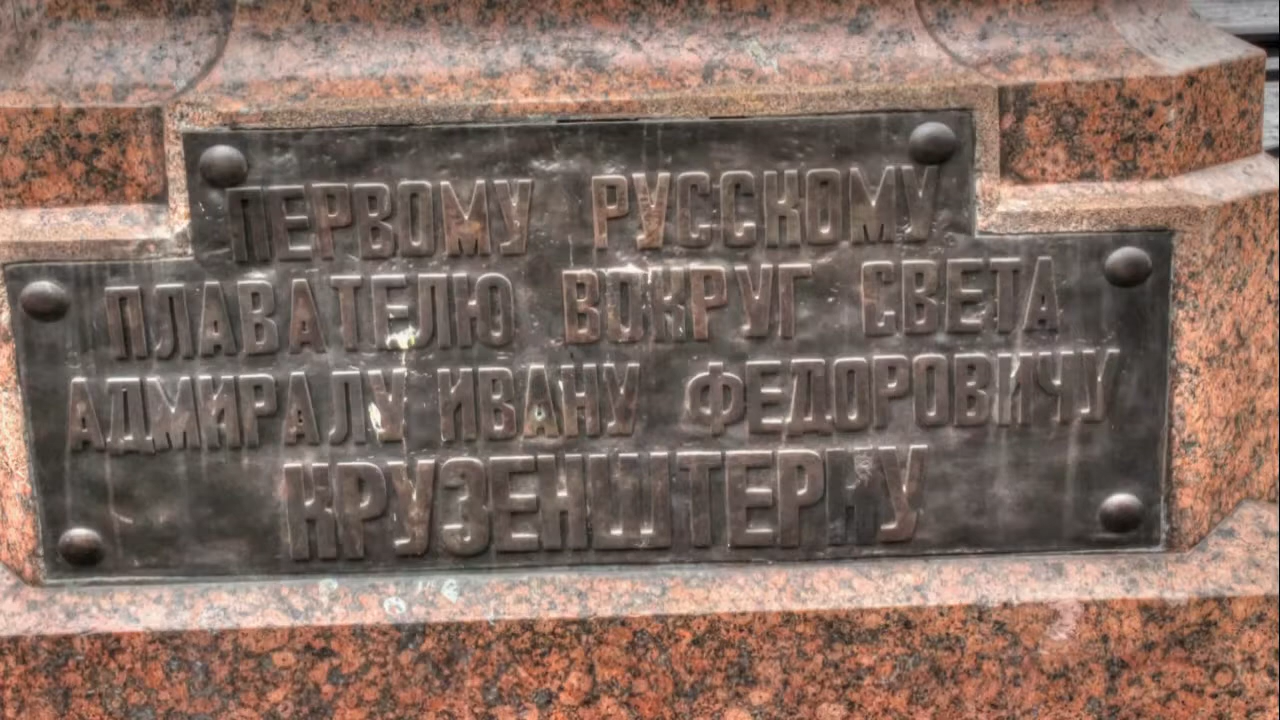 ПЕРВОМУ РУССКОМУ
ПЛАВАТЕЛЮ ВОКРУГ СВЕТА
АДМИРАЛУ ИВАНУ ФЕДОРОВИЧУ
КРУЗЕНШТЕРНУ